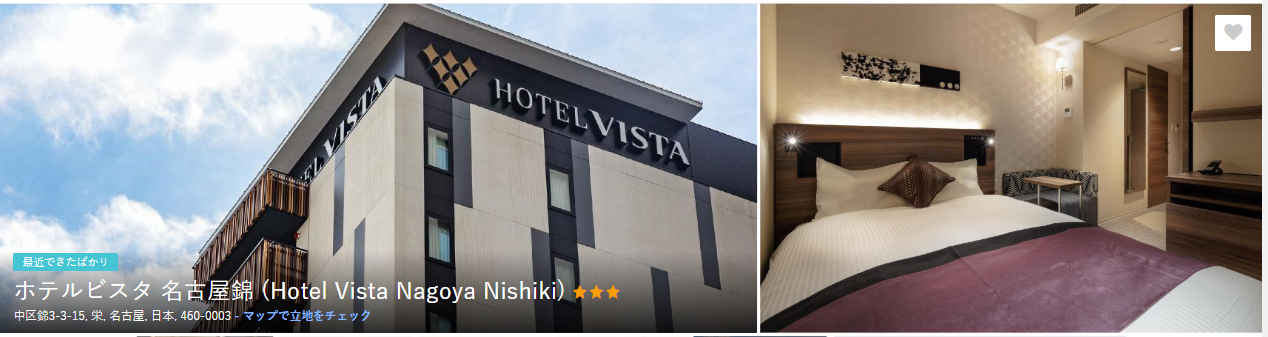 HOTEL VISTA
EL VISTA
最近できたばかり
ホテルビスタ 名古屋錦 (Hotel Vista Nagoya Nishiki)
中区錦3-3-15, 栄, 名古屋, 日本, 460-0003 - マップで立地をチェック